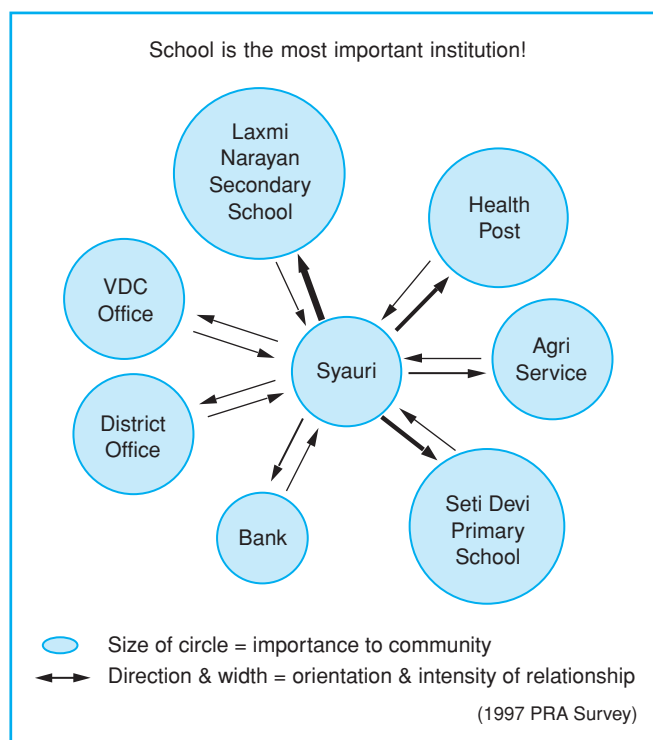 School is the most important institution!
Laxmi
Narayan
Secondary
School
Health
Post
VDC
Office
Agri
Service
Syauri
District
Office
Seti Devi
Primary
School
Bank
Size of circle = importance to community
Direction & width = orientation & intensity of relationship
(1997 PRA Survey)